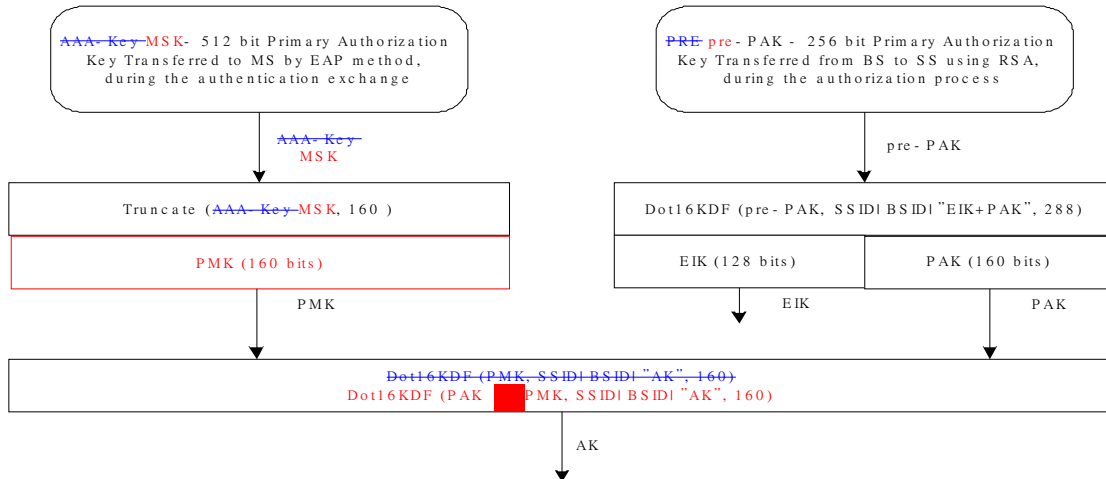 AAA-Key MSK- 512 bit Primary Authorization
Key Transferred to MS by EAP method,
during the authentication exchange
PRE pre-PAK - 256 bit Primary Authorization
Key Transferred from BS to SS using RSA,
during the authorization process
AAA-Key
MSK
pre-PAK
Truncate (AAA-Key MSK, 160 )
Dot16KDF (pre-PAK, SSID| BSID| ”EIK+PAK”, 288)
PMK (160 bits)
EIK (128 bits)
PAK (160 bits)
PMK
EIK
PAK
Dot16KDF (PMK, SSID| BSID| “AK”, 160)
Dot16KDF (PAK PMK, SSID| BSID| “AK”, 160)
AK